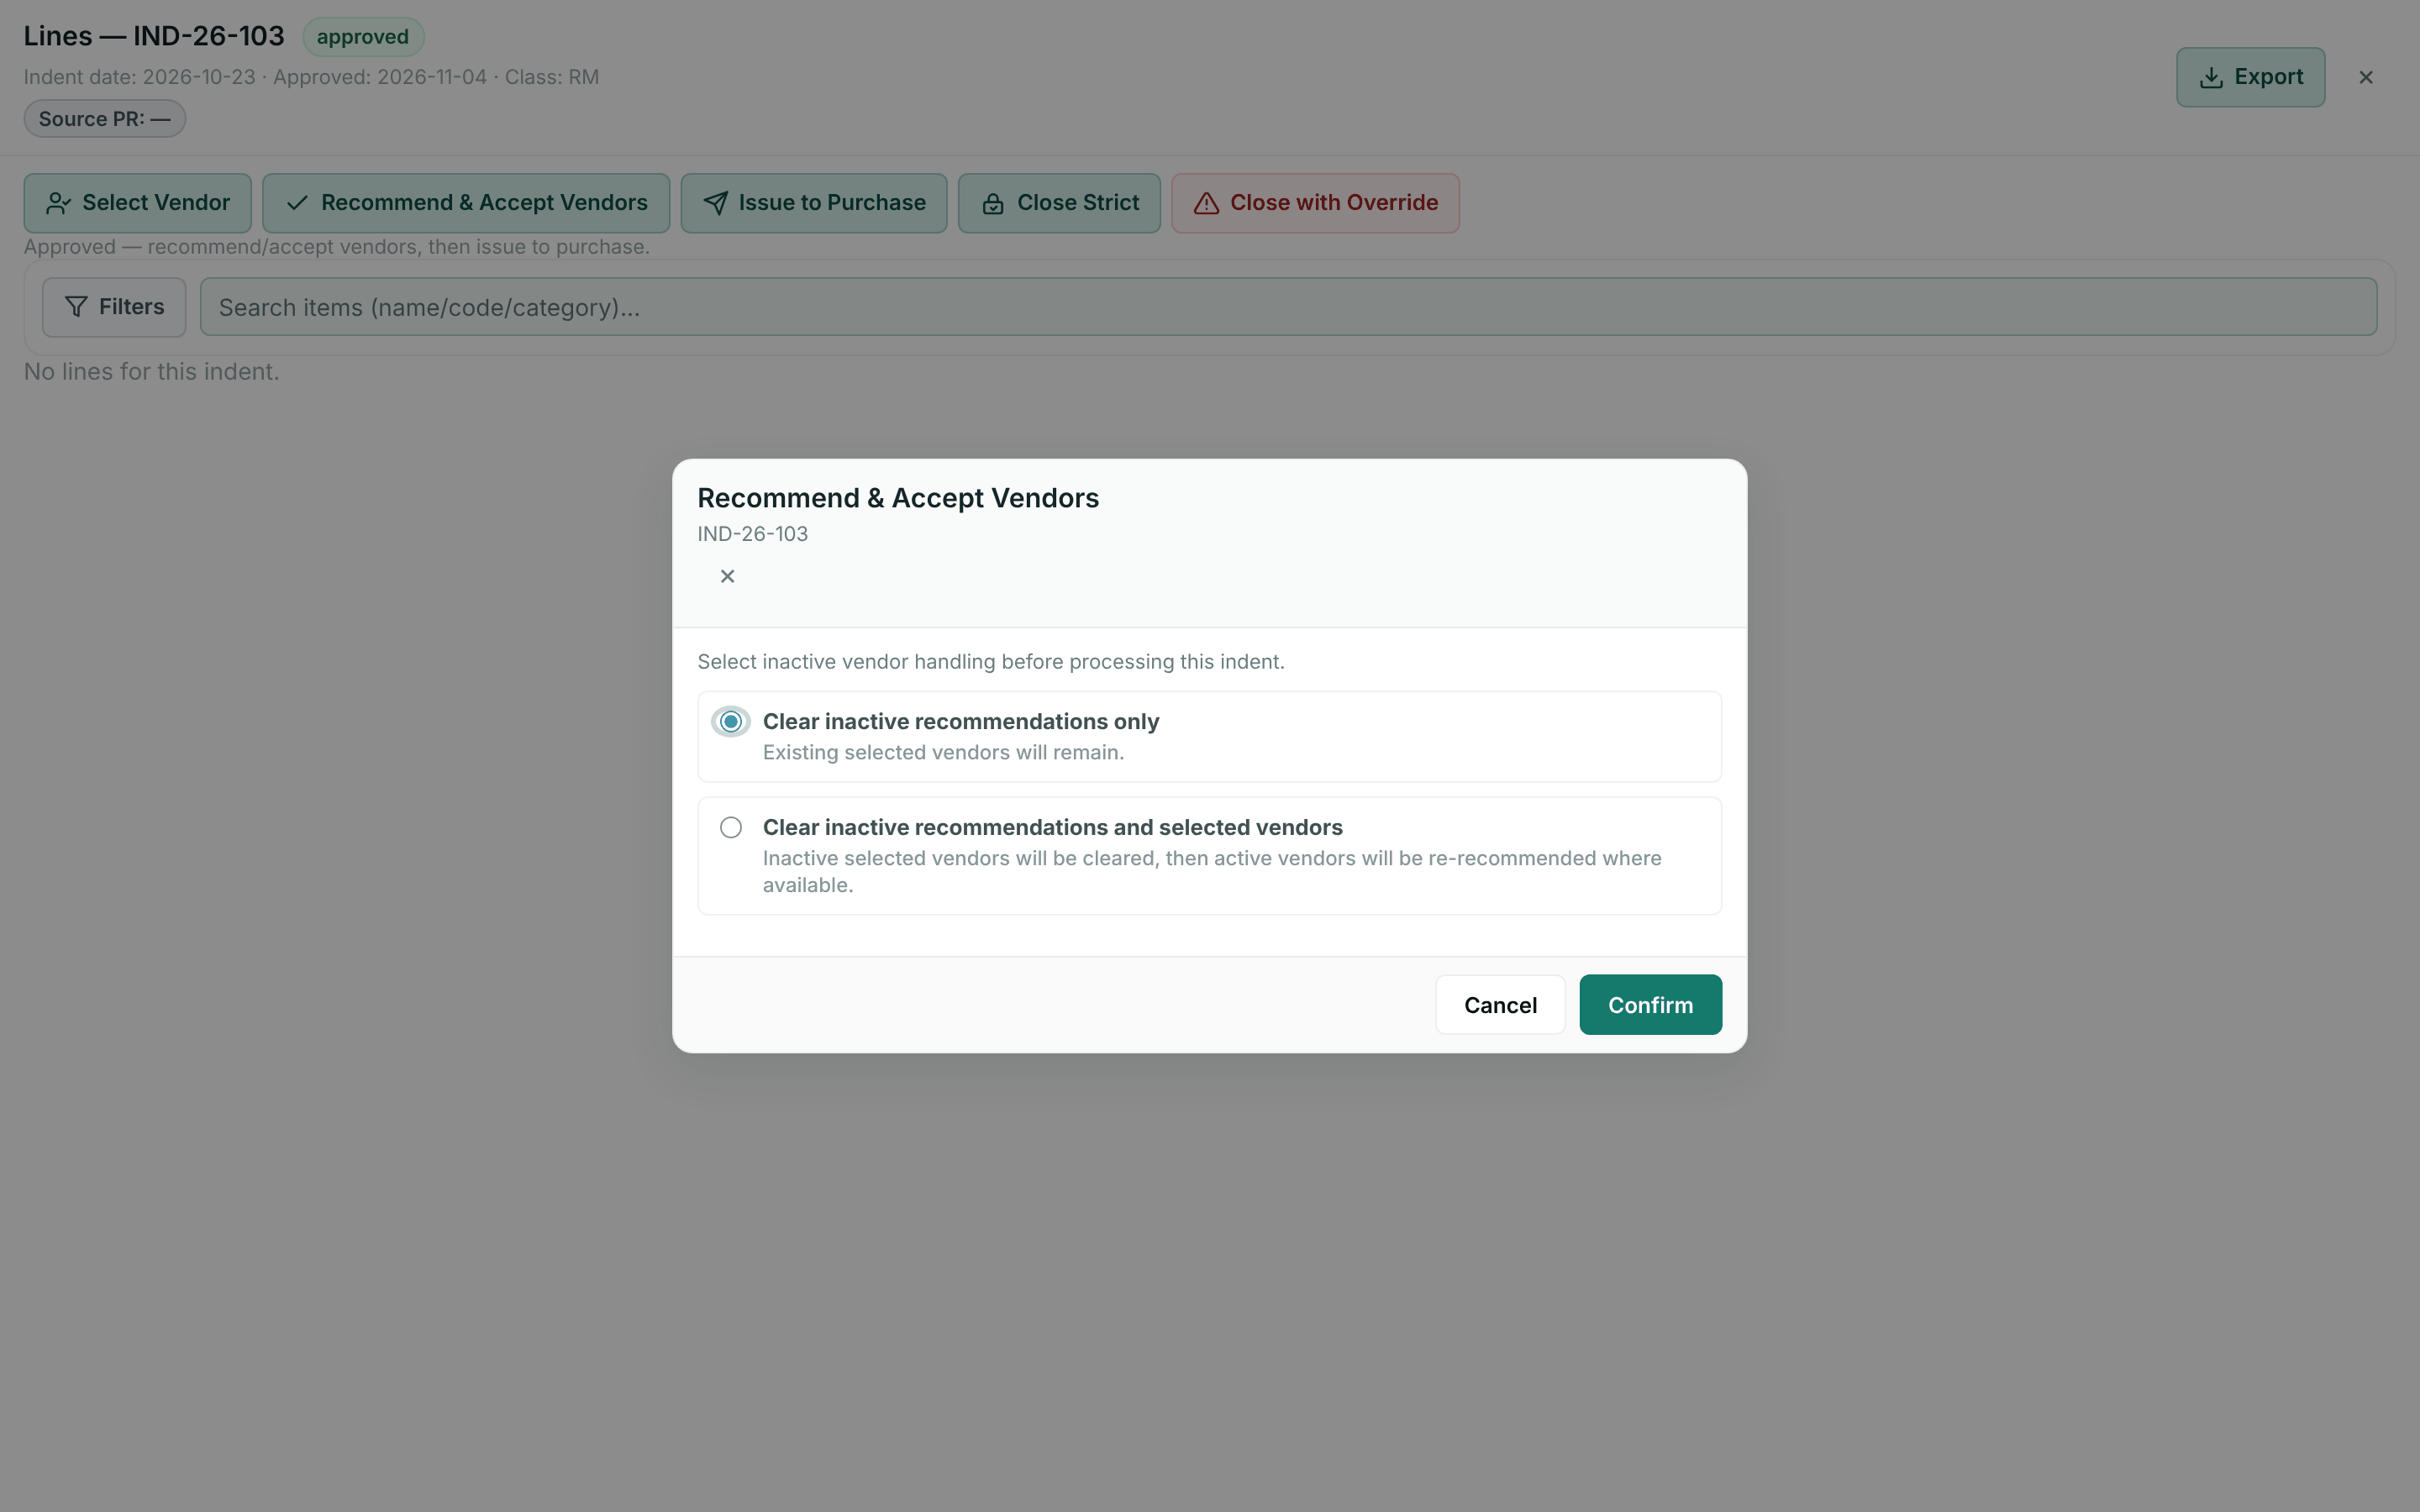 Lines — IND-26-103 approved
Indent date: 2026-10-23 · Approved: 2026-11-04 · Class: RM
Source PR: —
Export ×
Select Vendor Recommend & Accept Vendors Issue to Purchase Close Strict Close with Override
Approved — recommend/accept vendors, then issue to purchase.
Filters Search items (name/code/category)...
No lines for this indent.
Recommend & Accept Vendors
IND-26-103
×
Select inactive vendor handling before processing this indent.
Clear inactive recommendations only
Existing selected vendors will remain.
Clear inactive recommendations and selected vendors
Inactive selected vendors will be cleared, then active vendors will be re-recommended where
available.
Cancel Confirm